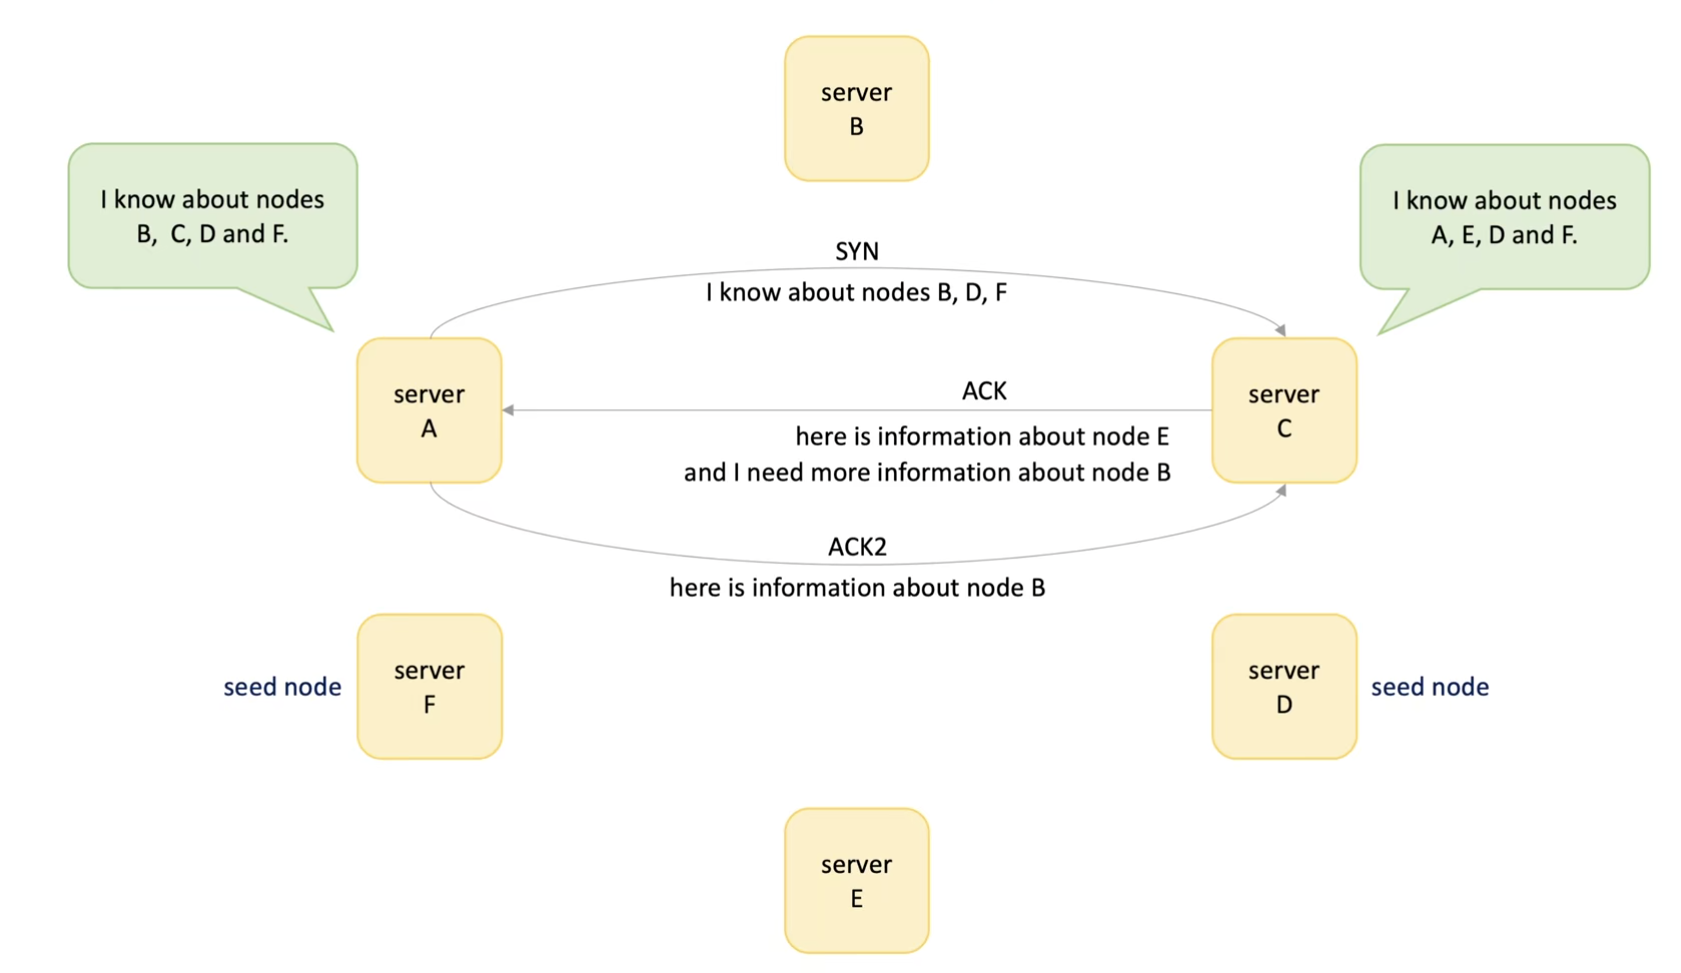 server
B
I know about nodes
B, C, D and F.
I know about nodes
A, E, D and F.
SYN
I know about nodes B, D, F
server
A
ACK
server
C
here is information about node E
and I need more information about node B
ACK2
here is information about node B
seed node
server
F
server
D
seed node
server
E